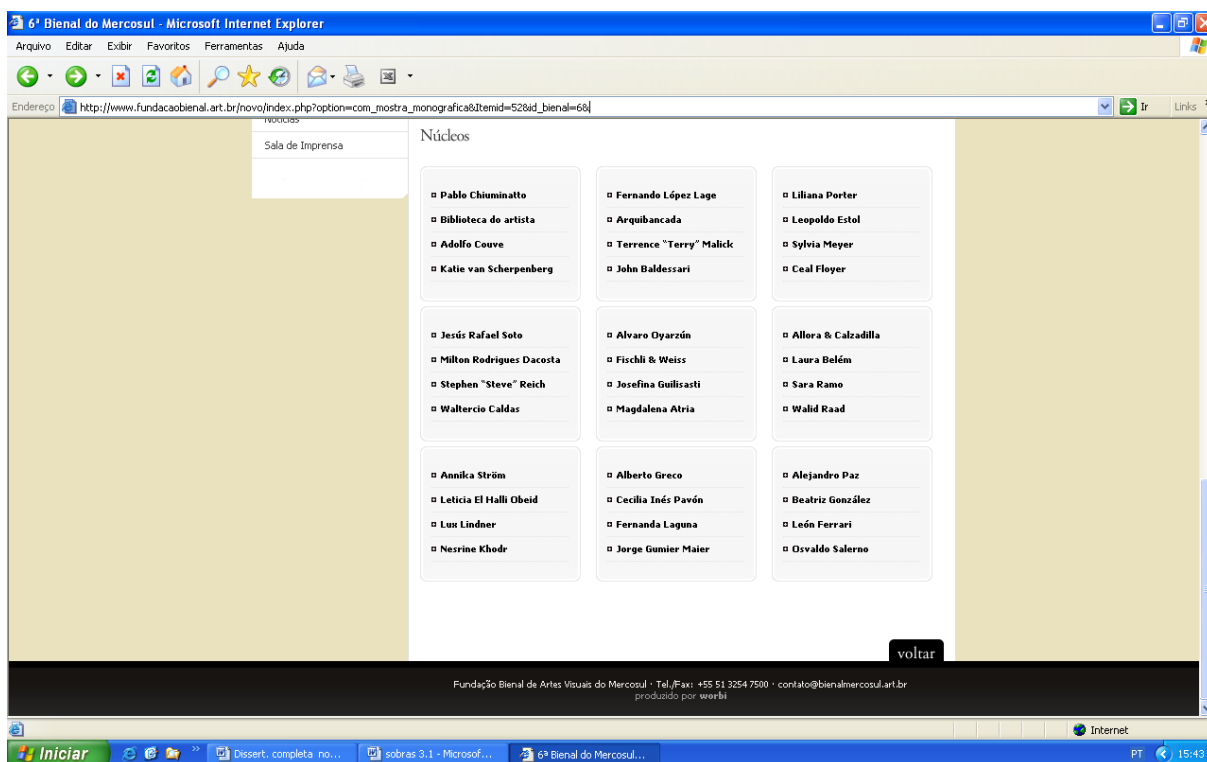 6ª Bienal do Mercosul - Microsoft Internet Explorer
Arquivo Editar Exibir Favoritos Ferramentas Ajuda
Endereço http://www.fundacaobienal.art.br/novo/index.php?option=com_mostra_monografica&Itemid=52&id_bienal=6& Ir Links
Notícias
Sala de Imprensa
Núcleos
Pablo Chiuminatto
Biblioteca do artista
Adolfo Couve
Katie van Scherpenberg
Fernando López Lage
Arquibancada
Terrence "Terry" Malick
John Baldessari
Liliana Porter
Leopoldo Estol
Sylvia Meyer
Ceal Floyer
Jesús Rafael Soto
Milton Rodrigues Dacosta
Stephen "Steve" Reich
Waltercio Caldas
Alvaro Oyarzún
Fischli & Weiss
Josefina Guilisasti
Magdalena Atria
Allora & Calzadilla
Laura Belém
Sara Ramo
Walid Raad
Annika Ström
Leticia El Halli Obeid
Lux Lindner
Nesrine Khodr
Alberto Greco
Cecilia Inés Pavón
Fernanda Laguna
Jorge Gumier Maier
Alejandro Paz
Beatriz González
León Ferrari
Osvaldo Salerno
voltar
Fundação Bienal de Artes Visuais do Mercosul · Tel./Fax: +55 51 3254 7500 · contato@bienalmercosul.art.br
produzido por worbi
Internet
Iniciar Dissert. completa no... sobras 3.1 - Microsof... 6ª Bienal do Mercosul... PT 15:43